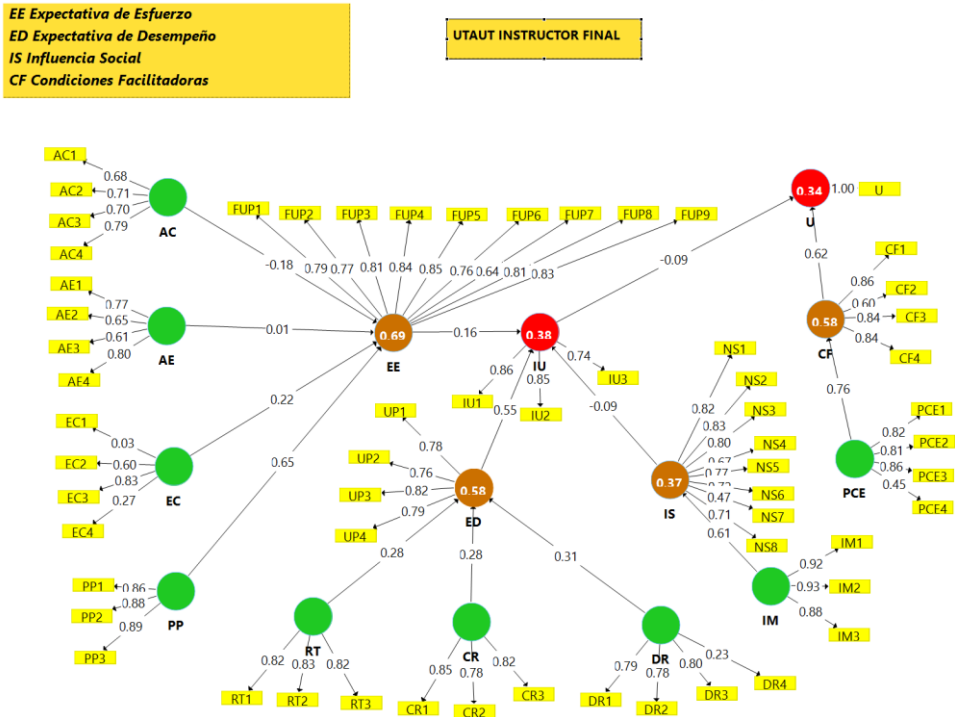 EE Expectativa de Esfuerzo
ED Expectativa de Desempeño
IS Influencia Social
CF Condiciones Facilitadoras
UTAUT INSTRUCTOR FINAL
AC1
0.68
AC2
0.71
AC3
0.70
AC4
0.79
AC
-0.18
AE1
0.77
AE2
0.65
AE3
0.61
AE4
0.80
AE
0.01
EC1
0.03
EC2
0.60
EC3
0.83
EC4
0.27
EC
0.22
PP1
0.86
PP2
0.88
PP3
0.89
PP
0.65
FUP1
FUP2
FUP3
FUP4
FUP5
FUP6
FUP7
FUP8
FUP9
0.79
0.77
0.81
0.84
0.85
0.76
0.64
0.81
0.83
0.69
EE
0.16
0.38
IU
0.86
0.85
0.74
IU1
IU2
IU3
-0.09
0.34
U
1.00
U
0.62
0.58
CF
0.86
0.60
0.84
0.84
CF1
CF2
CF3
CF4
0.76
PCE
0.82
0.81
0.86
0.45
PCE1
PCE2
PCE3
PCE4
UP1
UP2
UP3
UP4
0.78
0.76
0.82
0.79
0.58
ED
0.55
-0.09
NS1
NS2
NS3
NS4
NS5
NS6
NS7
NS8
0.82
0.83
0.80
0.67
0.77
0.47
0.71
0.37
IS
0.61
IM
0.92
0.93
0.88
IM1
IM2
IM3
0.28
0.28
0.31
RT
0.82
0.83
0.82
RT1
RT2
RT3
CR
0.85
0.78
0.82
CR1
CR2
CR3
DR
0.79
0.78
0.80
0.23
DR1
DR2
DR3
DR4